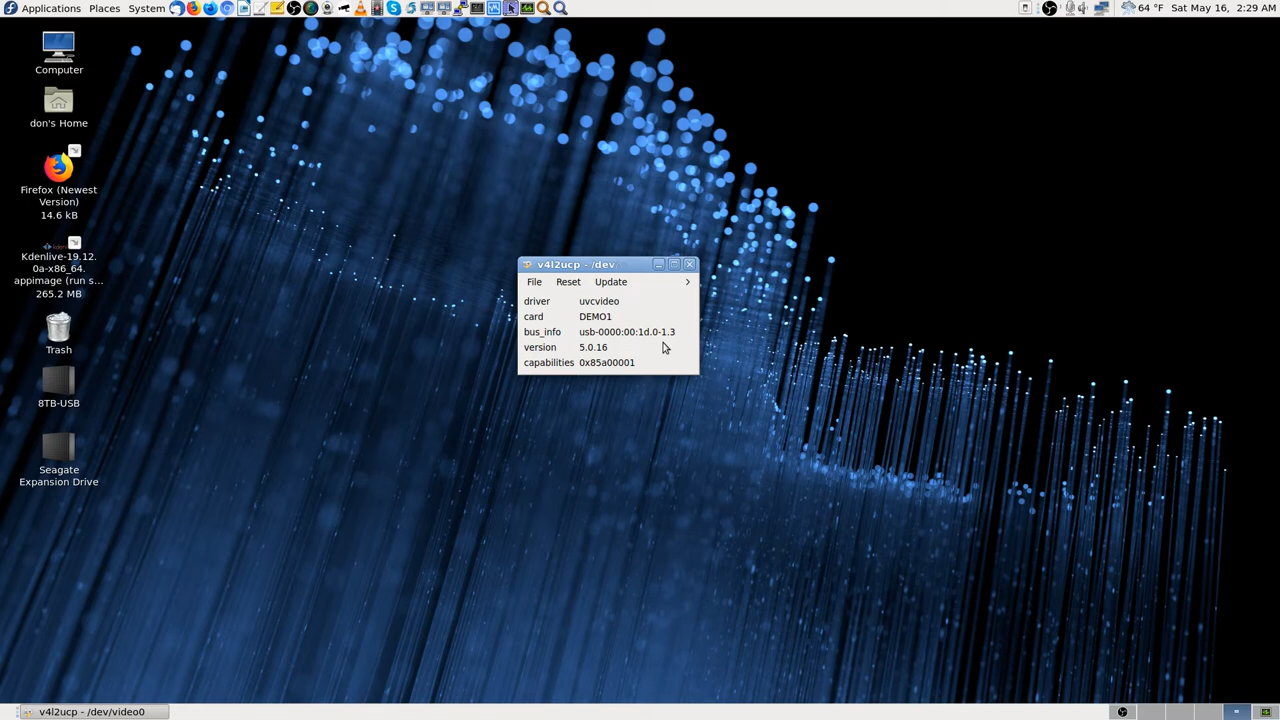 Applications Places System
64 °F Sat May 16, 2:29 AM
Computer
don's Home
Firefox (Newest
Version)
14.6 kB
Kdenlive-19.12.
0a-x86_64.
appimage (run s...
265.2 MB
Trash
8TB-USB
Seagate
Expansion Drive
v4l2ucp - /dev
File Reset Update
driver uvcvideo
card DEMO1
bus_info usb-0000:00:1d.0-1.3
version 5.0.16
capabilities 0x85a00001
v4l2ucp - /dev/video0